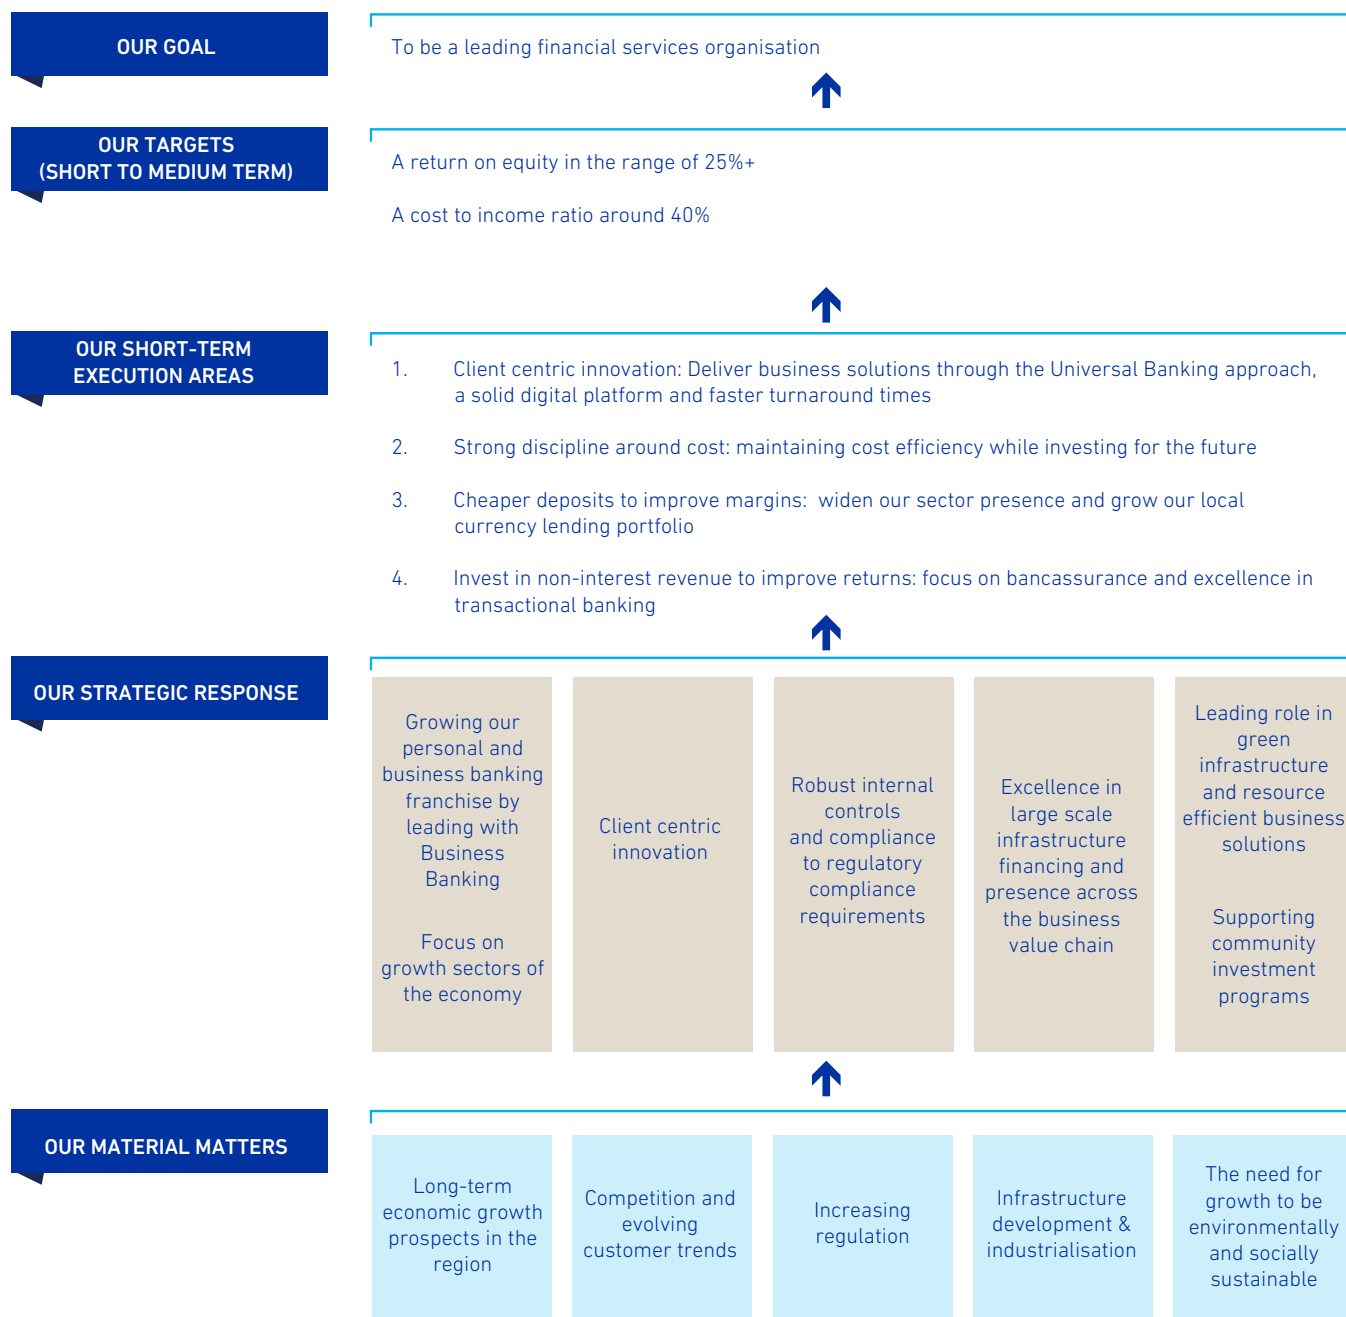 OUR GOAL
To be a leading financial services organisation
OUR TARGETS
(SHORT TO MEDIUM TERM)
A return on equity in the range of 25%+
A cost to income ratio around 40%
OUR SHORT-TERM
EXECUTION AREAS
1. Client centric innovation: Deliver business solutions through the Universal Banking approach,
a solid digital platform and faster turnaround times
2. Strong discipline around cost: maintaining cost efficiency while investing for the future
3. Cheaper deposits to improve margins: widen our sector presence and grow our local
currency lending portfolio
4. Invest in non-interest revenue to improve returns: focus on bancassurance and excellence in
transactional banking
OUR STRATEGIC RESPONSE
Growing our
personal and
business banking
franchise by
leading with
Business
Banking
Focus on
growth sectors of
the economy
Client centric
innovation
Robust internal
controls
and compliance
to regulatory
compliance
requirements
Excellence in
large scale
infrastructure
financing and
presence across
the business
value chain
Leading role in
green
infrastructure
and resource
efficient business
solutions
Supporting
community
investment
programs
OUR MATERIAL MATTERS
Long-term
economic growth
prospects in the
region
Competition and
evolving
customer trends
Increasing
regulation
Infrastructure
development &
industrialisation
The need for
growth to be
environmentally
and socially
sustainable